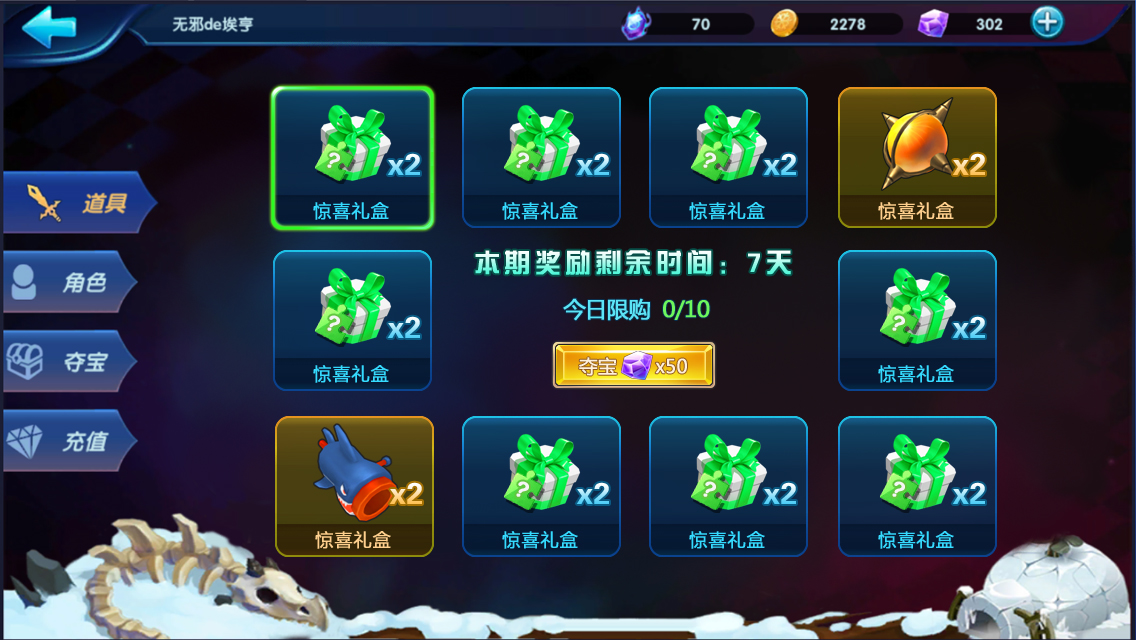 无邪de埃亨 70 2278 302
? x2 ? x2 ? x2 x2
惊喜礼盒 惊喜礼盒 惊喜礼盒 惊喜礼盒
道具
角色
夺宝
充值
本期奖励剩余时间：7天
今日限购 0/10
夺宝 x50
? x2 ? x2
惊喜礼盒 惊喜礼盒
x2 ? x2 ? x2 ? x2
惊喜礼盒 惊喜礼盒 惊喜礼盒 惊喜礼盒